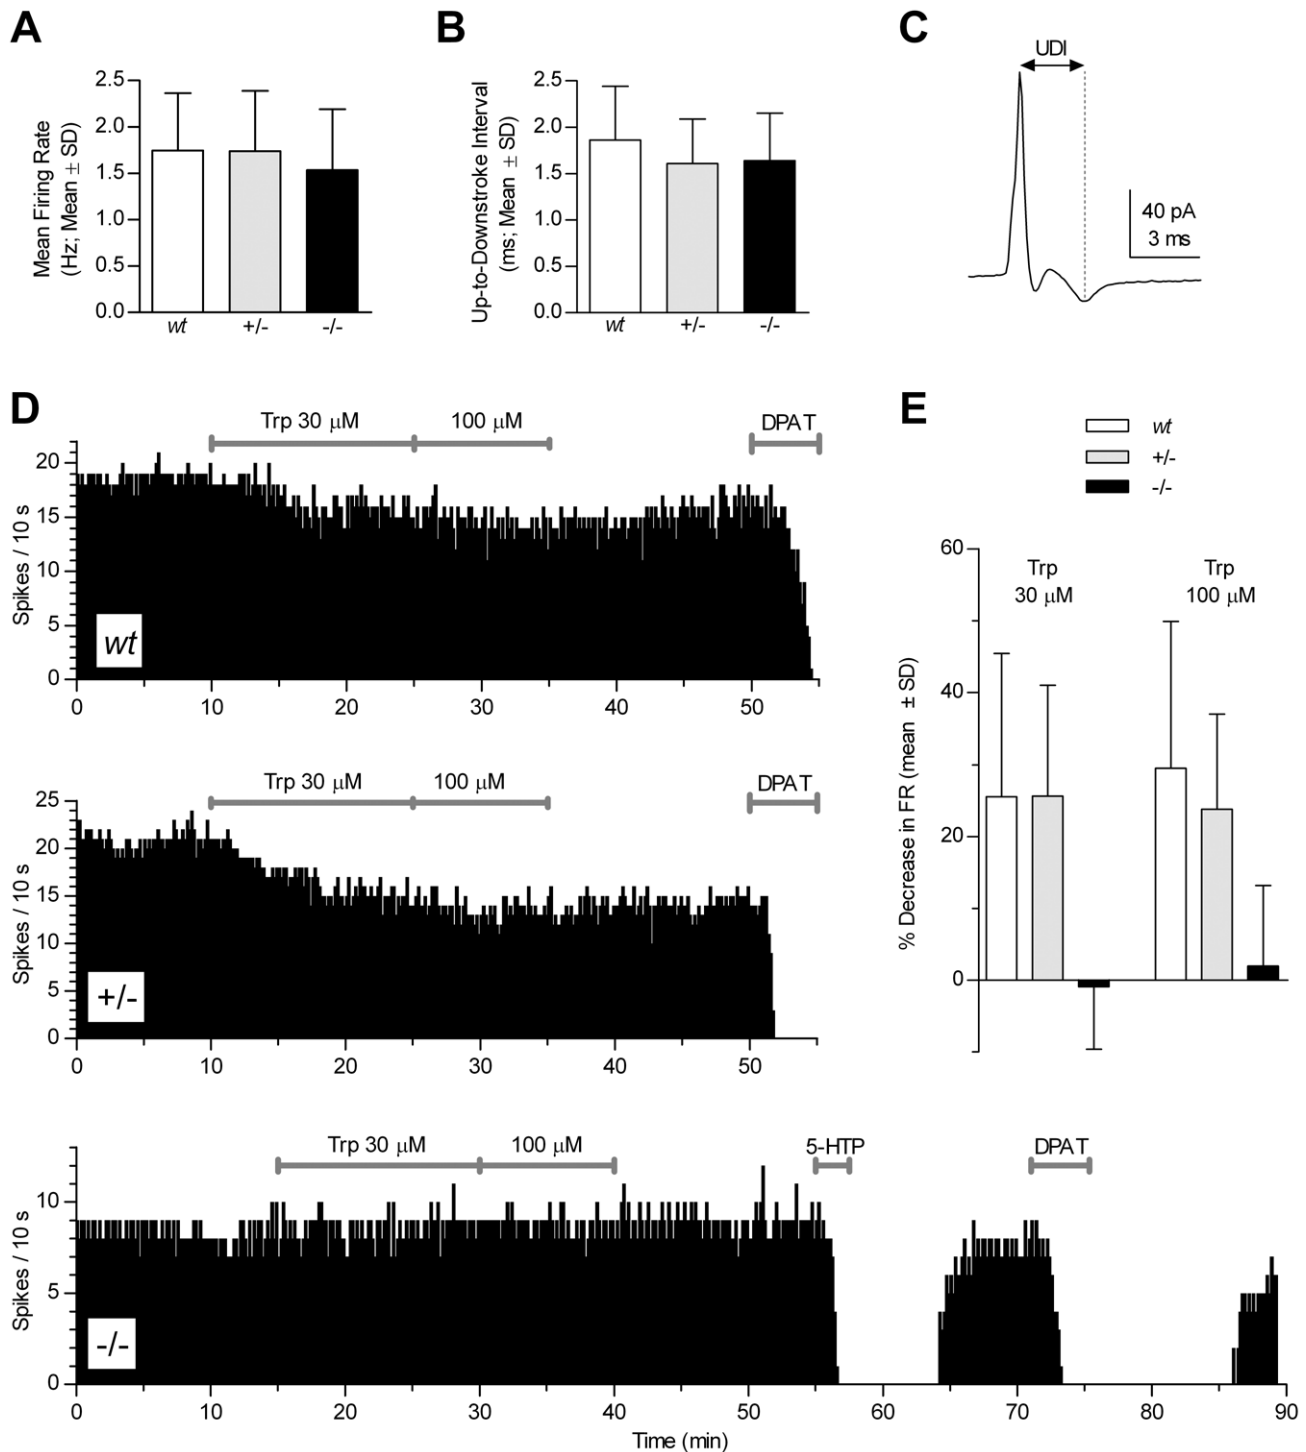 A
Mean Firing Rate
(Hz; Mean ± SD)
2.5
2.0
1.5
1.0
0.5
0.0
wt
+/-
-/-
B
Up-to-Downstroke Interval
(ms; Mean ± SD)
2.5
2.0
1.5
1.0
0.5
0.0
wt
+/-
-/-
C
UDI
40 pA
3 ms
D
Trp 30 μM
100 μM
DPAT
Spikes / 10 s
20
15
10
5
0
wt
0 10 20 30 40 50
Trp 30 μM
100 μM
DPAT
Spikes / 10 s
25
20
15
10
5
0
+/-
0 10 20 30 40 50
Trp 30 μM
100 μM
5-HTP
DPAT
Spikes / 10 s
10
5
0
-/-
0 10 20 30 40 50 60 70 80 90
Time (min)
E
wt
+/-
-/-
% Decrease in FR (mean ± SD)
60
40
20
0
Trp
30 μM
Trp
100 μM